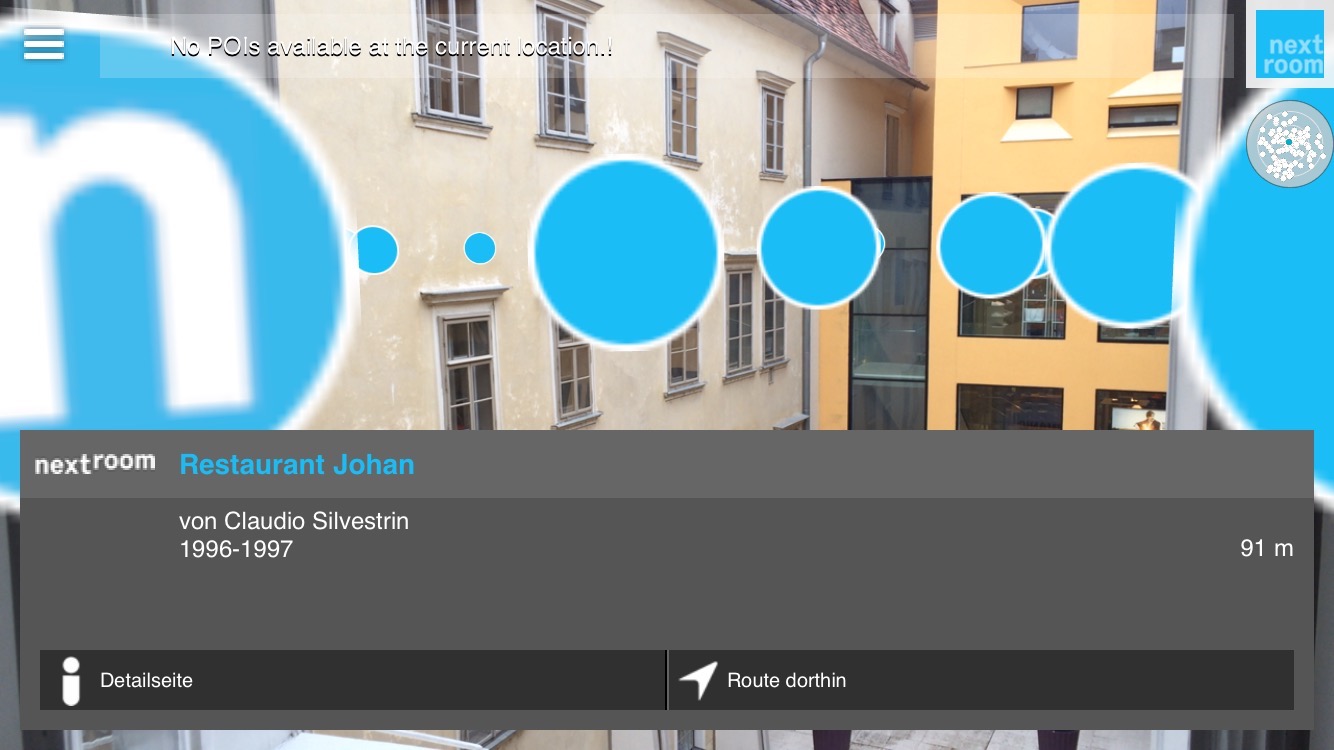 No POIs available at the current location.!
next
room
n
nextroom Restaurant Johan
von Claudio Silvestrin
1996-1997
91 m
Detailseite
Route dorthin